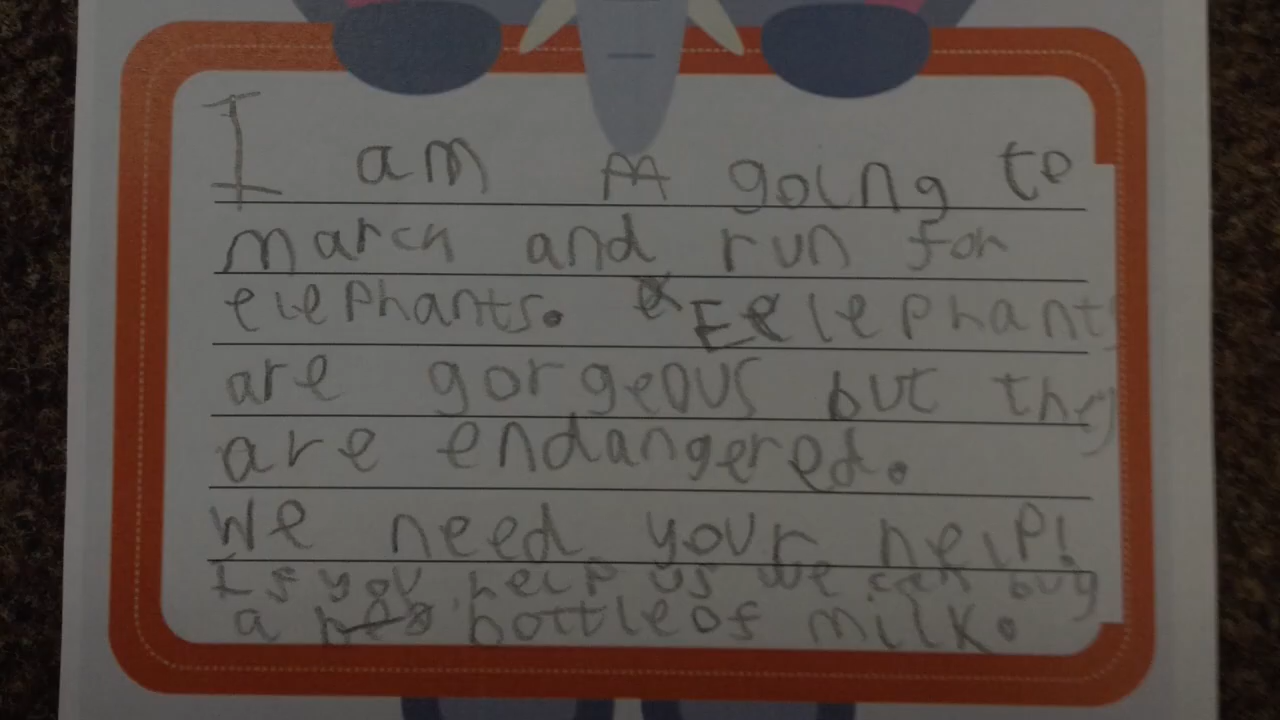 I am going to
march and run for
elephants. Eelephants
are gorgeous but they
are endangered.
We need your help!
If you help us we can buy
a bottle of milk.